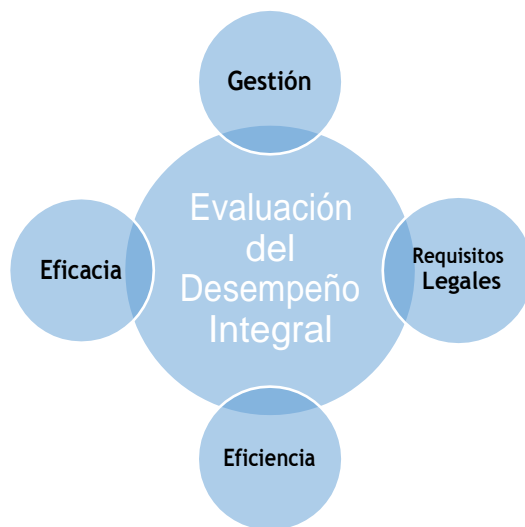 Gestión
Evaluación
del
Desempeño
Integral
Eficacia
Requisitos
Legales
Eficiencia